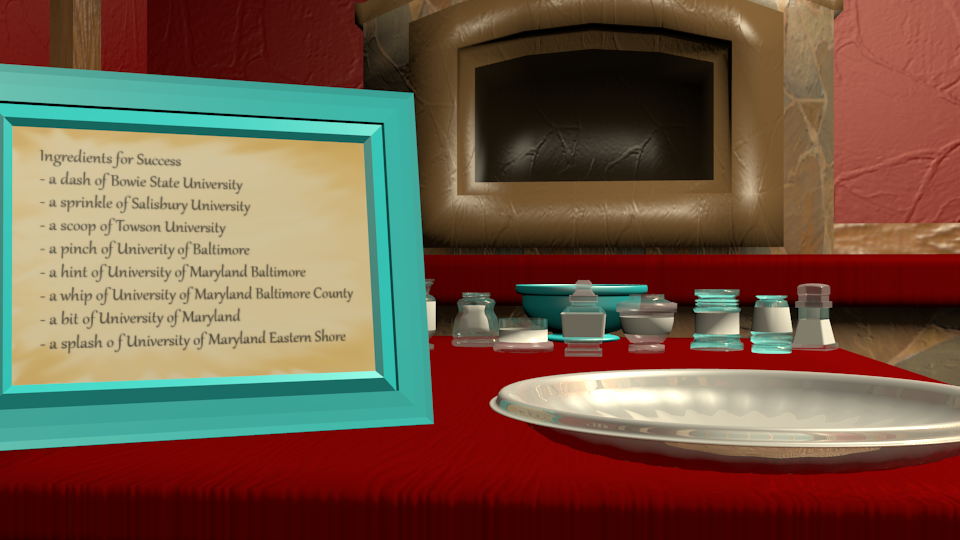 Ingredients for Success
- a dash of Bowie State University
- a sprinkle of Salisbury University
- a scoop of Towson University
- a pinch of Univerity of Baltimore
- a hint of University of Maryland Baltimore
- a whip of University of Maryland Baltimore County
- a bit of University of Maryland
- a splash o f University of Maryland Eastern Shore